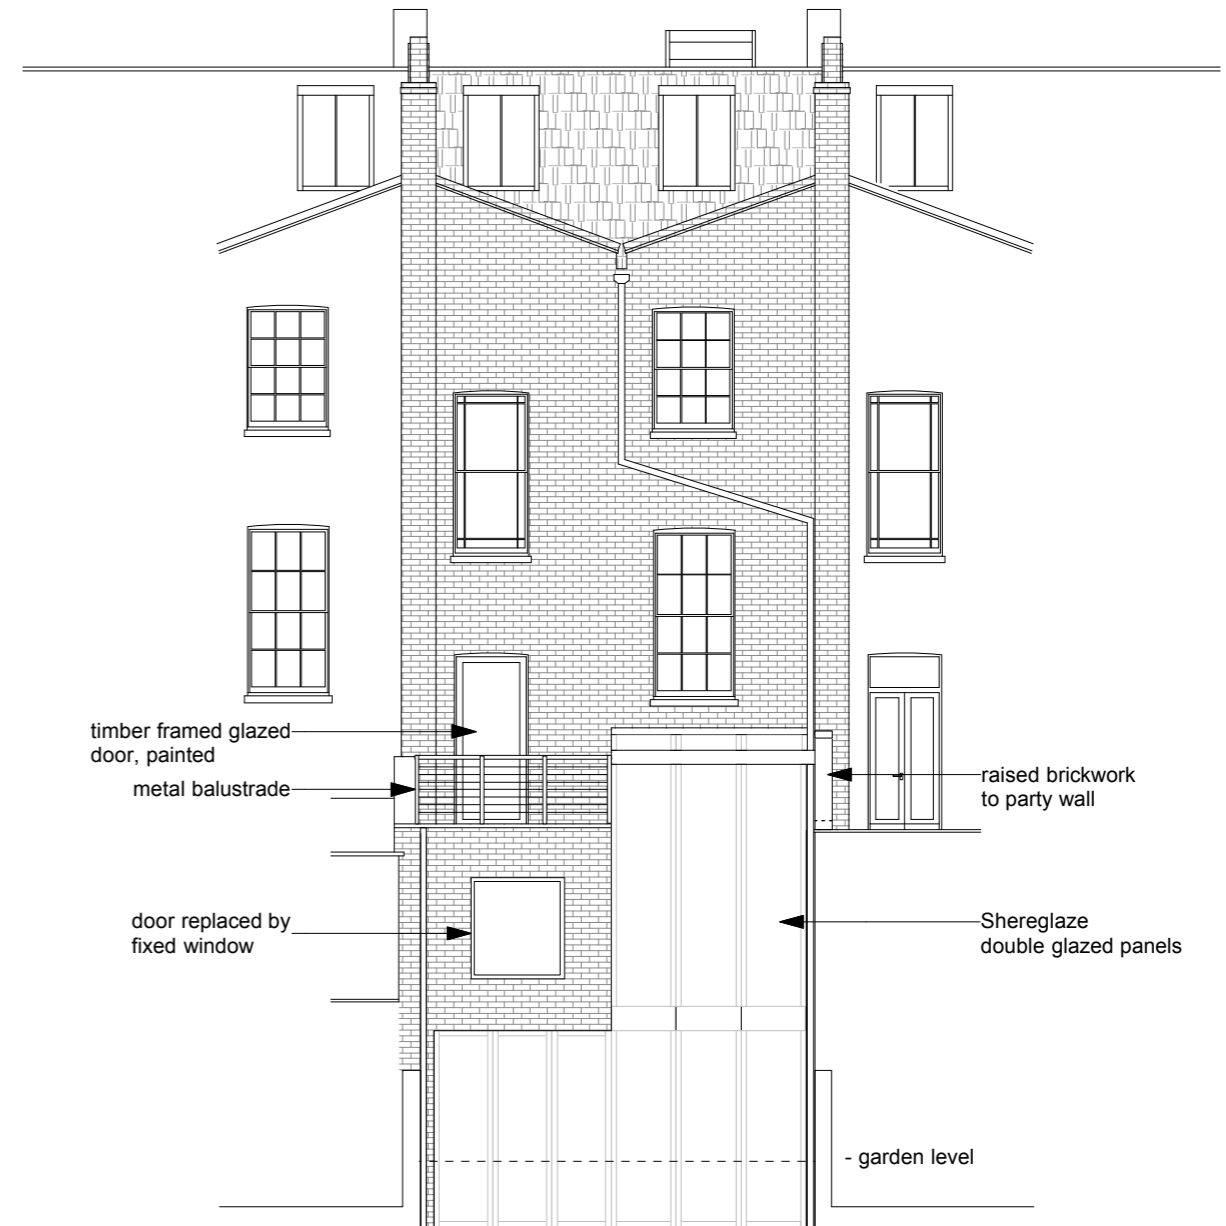 timber framed glazed
door, painted
metal balustrade
raised brickwork
to party wall
door replaced by
fixed window
Shereglaze
double glazed panels
- garden level